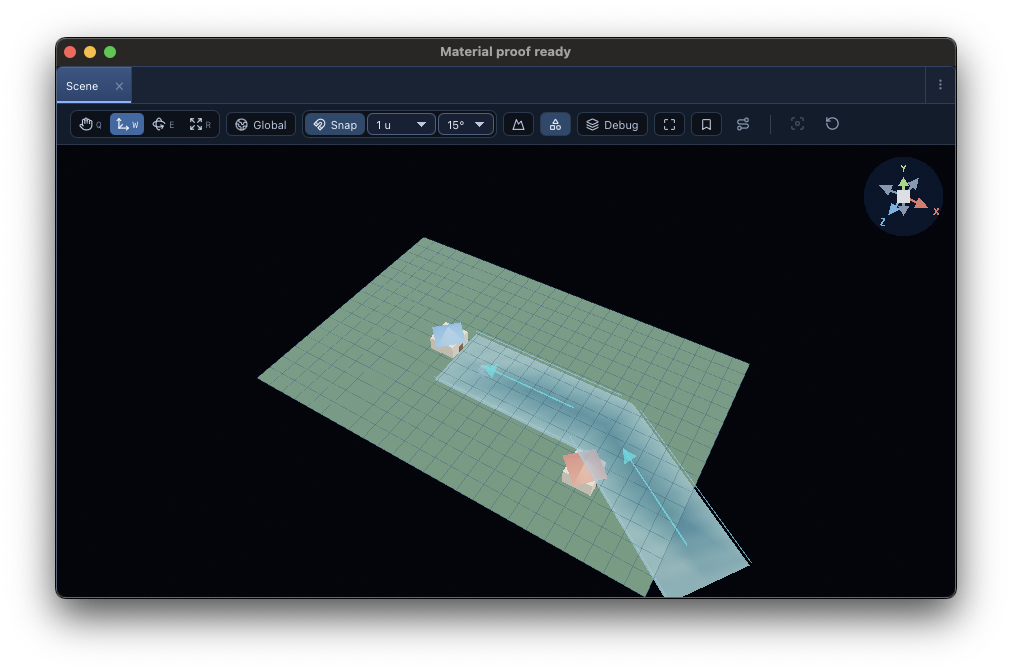 Material proof ready
Scene
Q W E R Global Snap 1 u 15° Debug
Y
X
Z